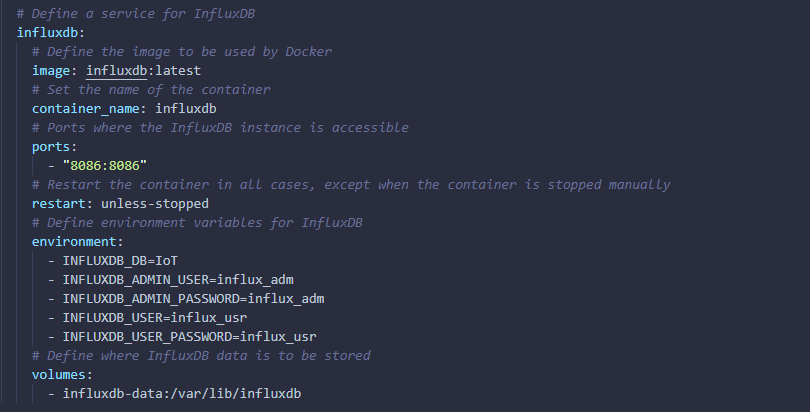 # Define a service for InfluxDB
influxdb:
# Define the image to be used by Docker
image: influxdb:latest
# Set the name of the container
container_name: influxdb
# Ports where the InfluxDB instance is accessible
ports:
- "8086:8086"
# Restart the container in all cases, except when the container is stopped manually
restart: unless-stopped
# Define environment variables for InfluxDB
environment:
- INFLUXDB_DB=IoT
- INFLUXDB_ADMIN_USER=influx_adm
- INFLUXDB_ADMIN_PASSWORD=influx_adm
- INFLUXDB_USER=influx_usr
- INFLUXDB_USER_PASSWORD=influx_usr
# Define where InfluxDB data is to be stored
volumes:
- influxdb-data:/var/lib/influxdb